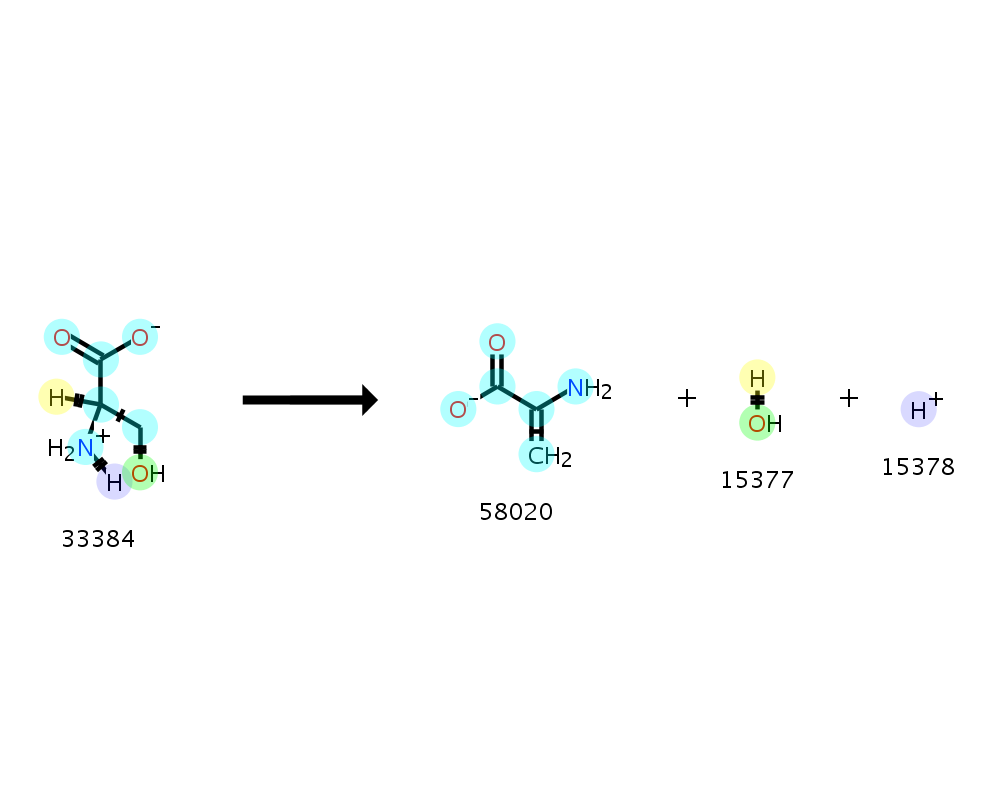 O O⁻
H
H₂N⁺
H OH
33384
O
O⁻ NH₂
CH₂
58020
+
H
OH
15377
+
H⁺
15378